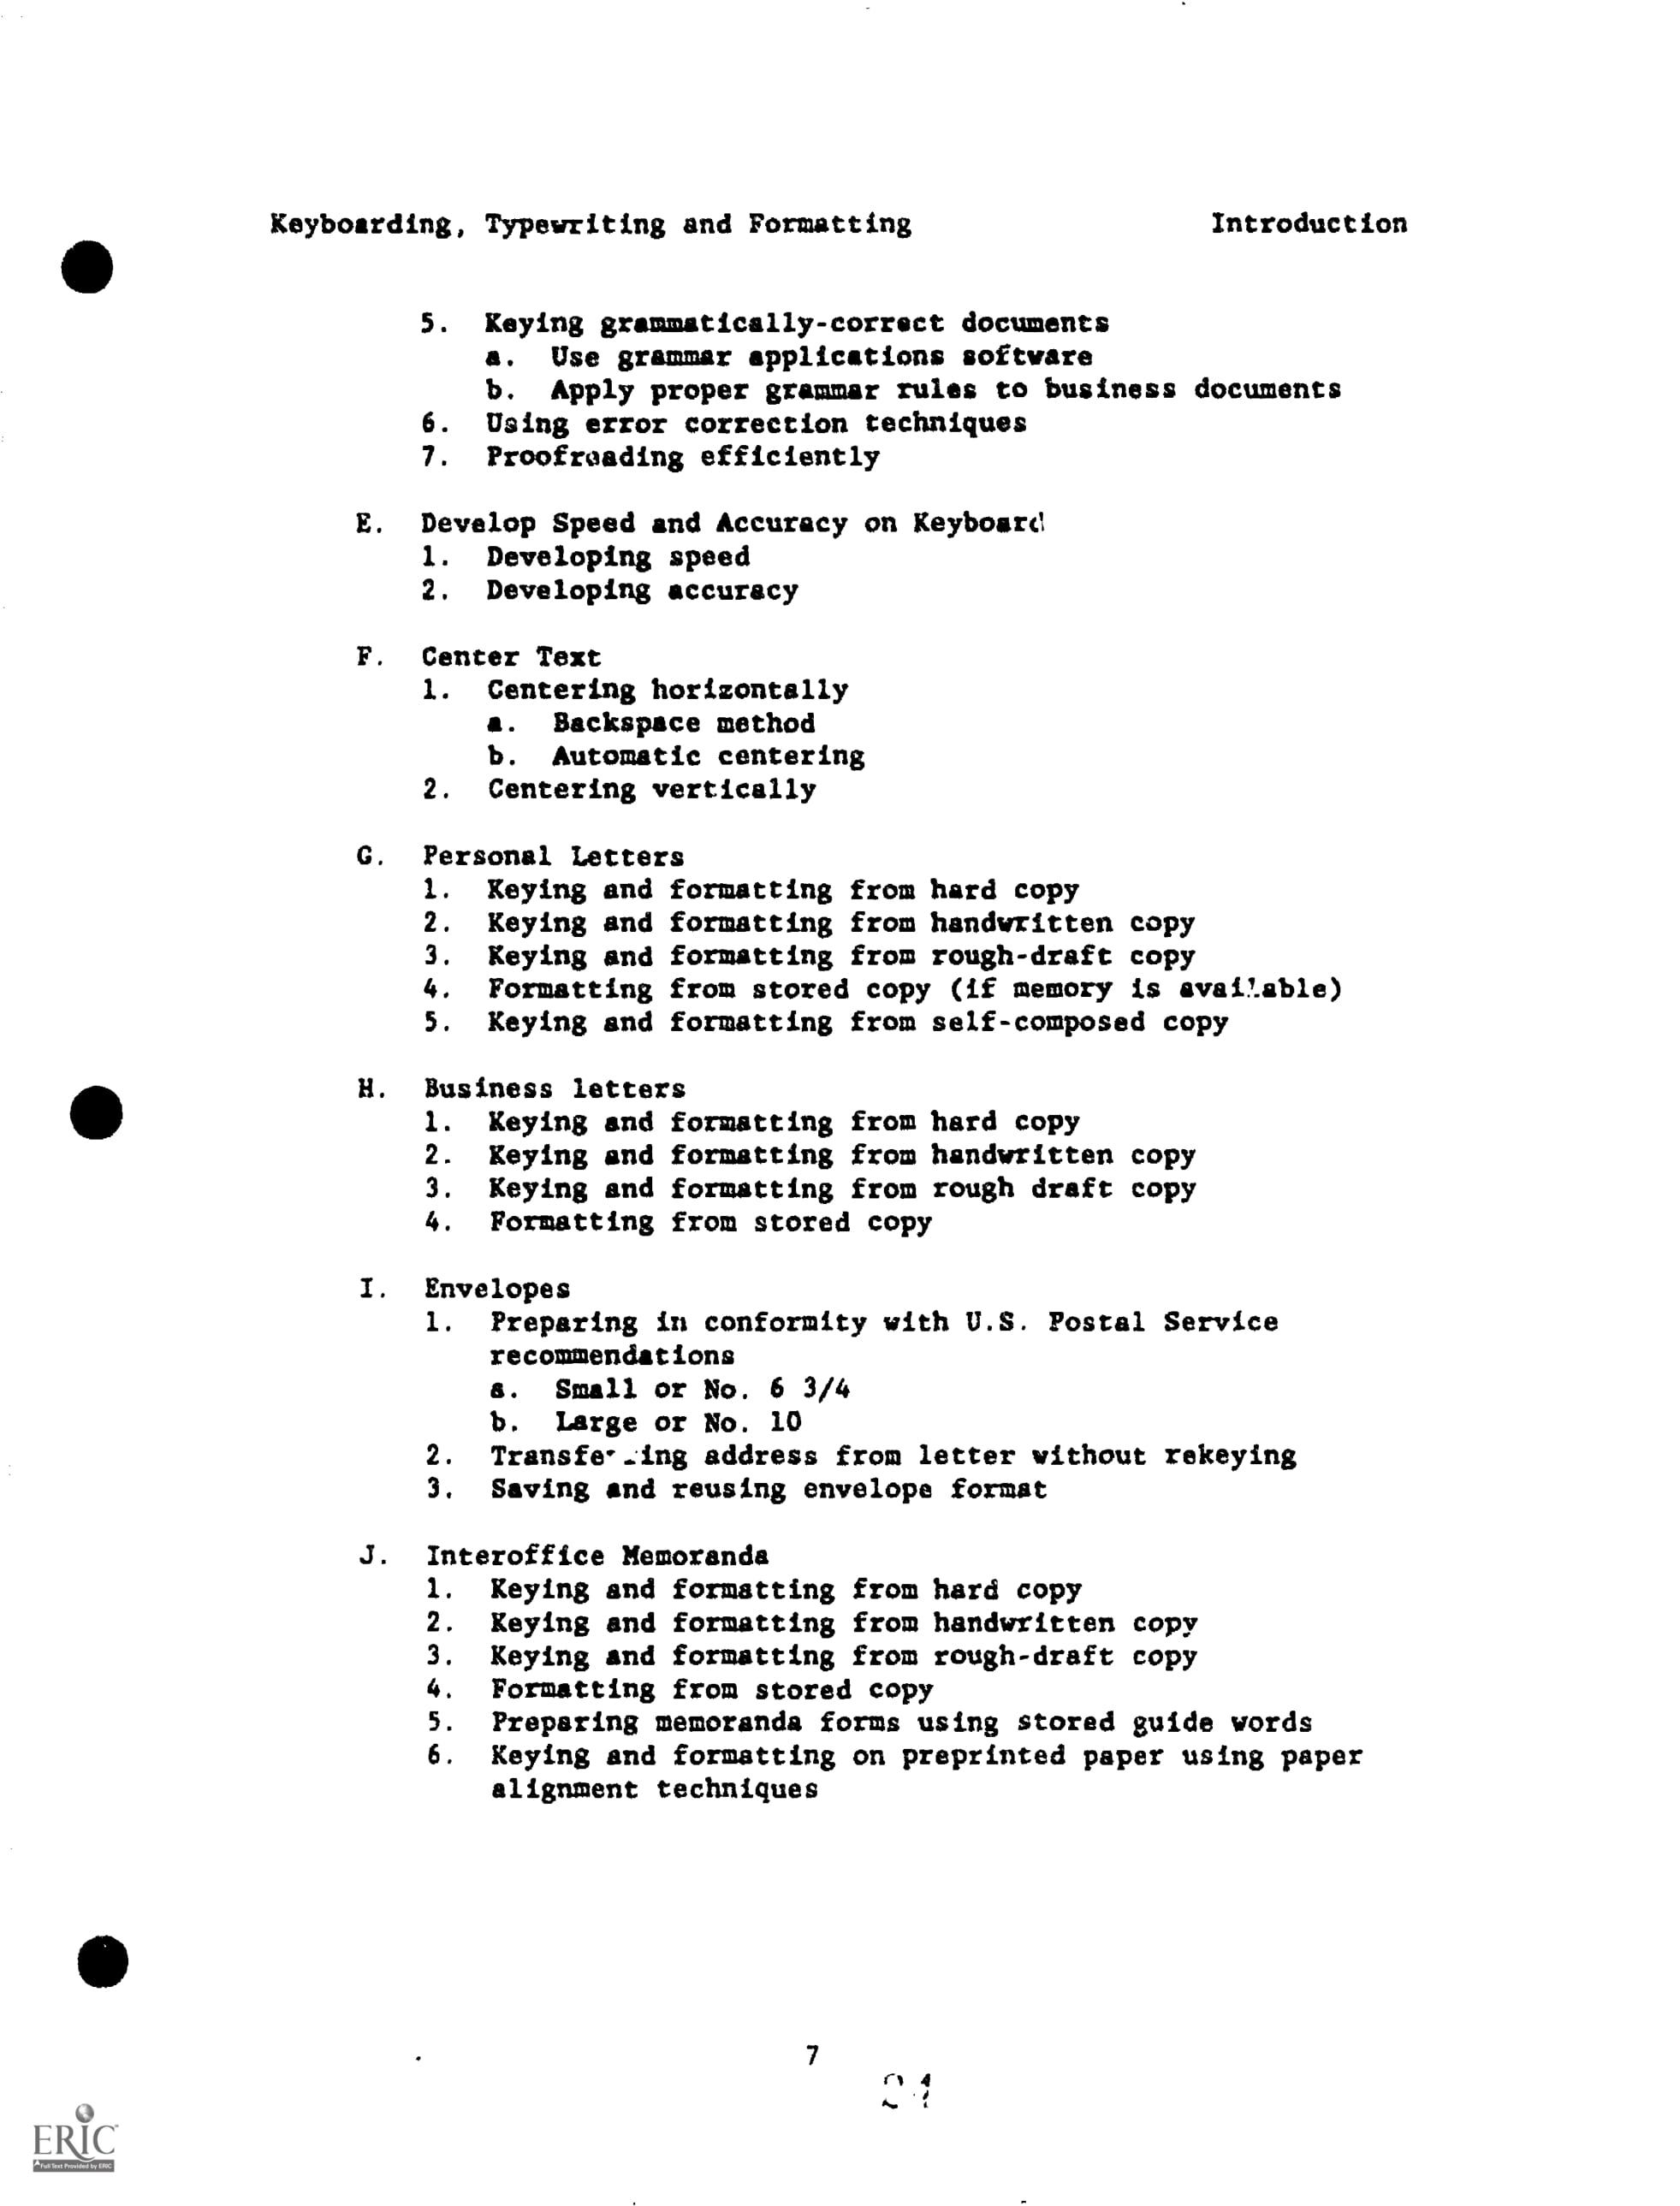 Keyboarding, Typewriting and Formatting Introduction
5. Keying grammatically-correct documents
a. Use grammar applications software
b. Apply proper grammar rules to business documents
6. Using error correction techniques
7. Proofreading efficiently
E. Develop Speed and Accuracy on Keyboard
1. Developing speed
2. Developing accuracy
F. Center Text
1. Centering horizontally
a. Backspace method
b. Automatic centering
2. Centering vertically
G. Personal Letters
1. Keying and formatting from hard copy
2. Keying and formatting from handwritten copy
3. Keying and formatting from rough-draft copy
4. Formatting from stored copy (if memory is available)
5. Keying and formatting from self-composed copy
H. Business letters
1. Keying and formatting from hard copy
2. Keying and formatting from handwritten copy
3. Keying and formatting from rough draft copy
4. Formatting from stored copy
I. Envelopes
1. Preparing in conformity with U.S. Postal Service
recommendations
a. Small or No. 6 3/4
b. Large or No. 10
2. Transferring address from letter without rekeying
3. Saving and reusing envelope format
J. Interoffice Memoranda
1. Keying and formatting from hard copy
2. Keying and formatting from handwritten copy
3. Keying and formatting from rough-draft copy
4. Formatting from stored copy
5. Preparing memoranda forms using stored guide words
6. Keying and formatting on preprinted paper using paper
alignment techniques
7
ERIC
Full Text Provided by ERIC